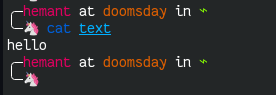 hemant at doomsday in ~
🦄 cat text
hello
hemant at doomsday in ~
🦄